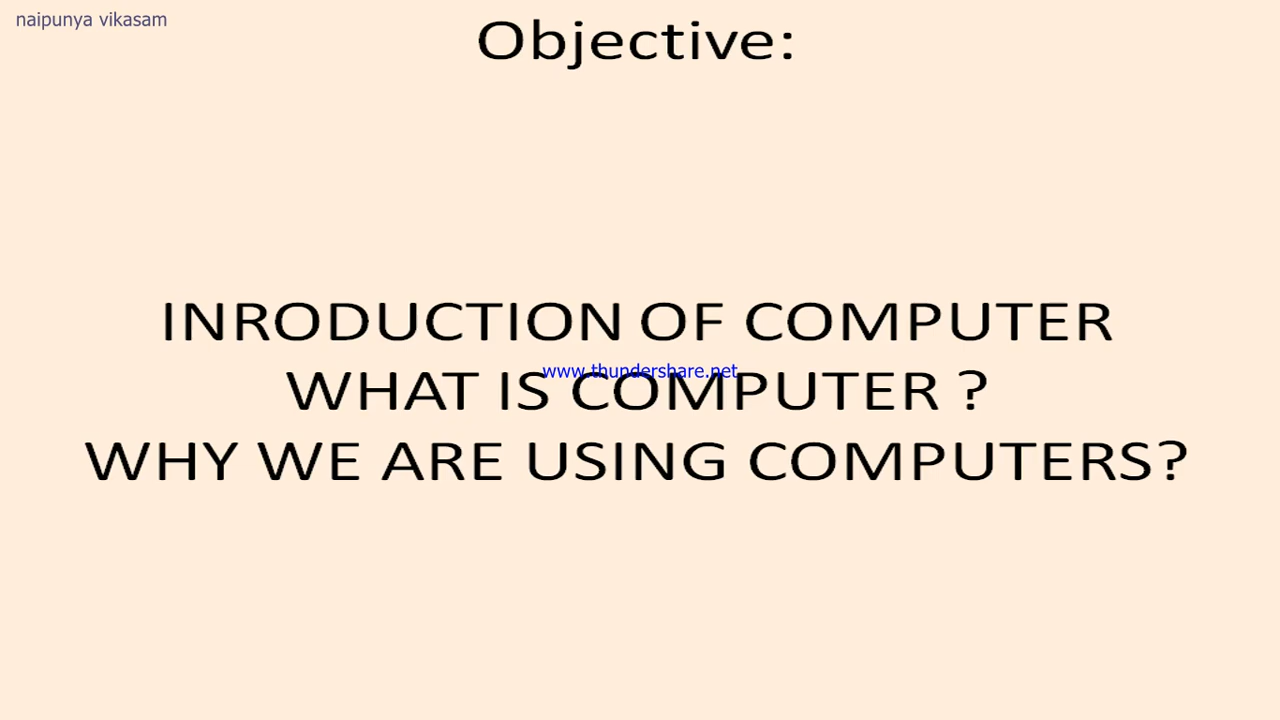 naipunya vikasam
Objective:
INRODUCTION OF COMPUTER
www.thundershare.net
WHAT IS COMPUTER ?
WHY WE ARE USING COMPUTERS?